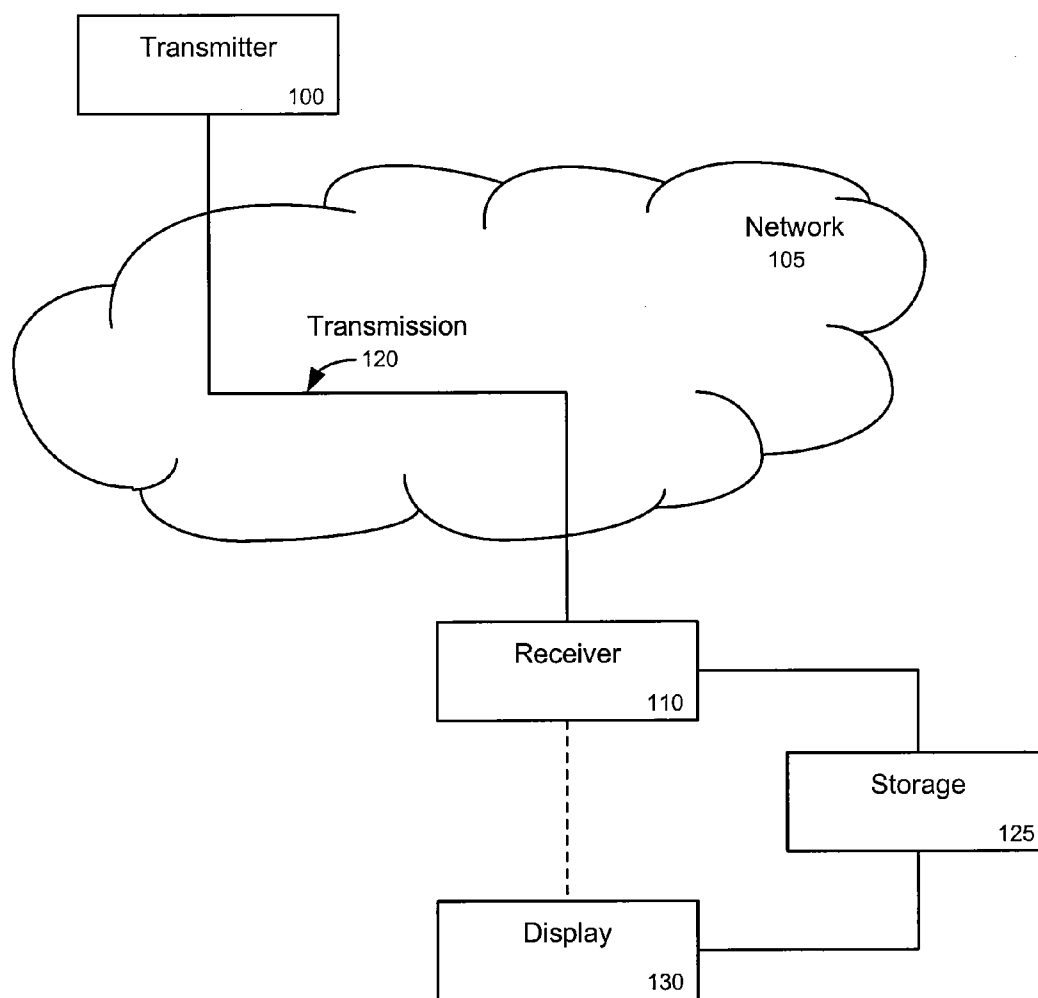 Transmitter
100
Network
105
Transmission
120
Receiver
110
Storage
125
Display
130